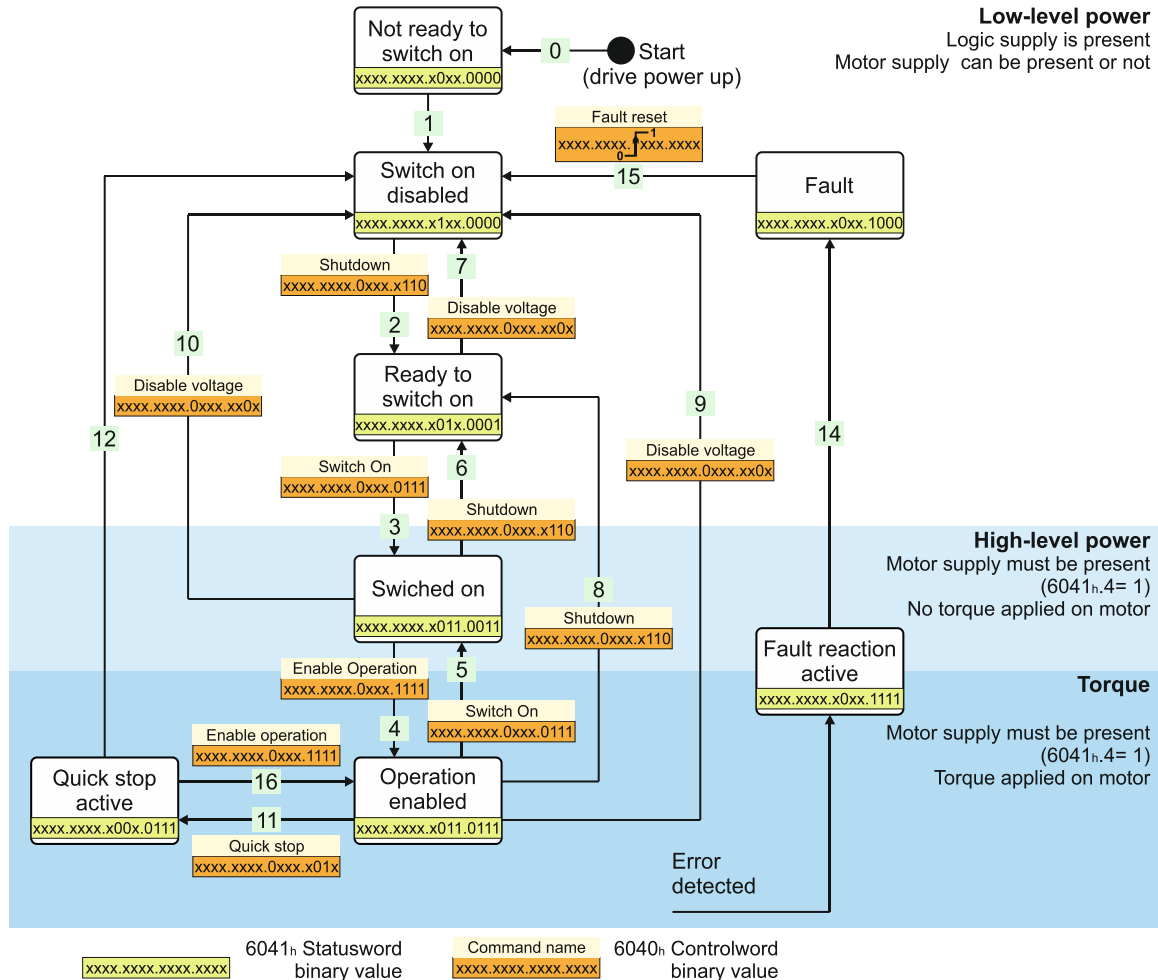 Not ready to
switch on
xxxx.xxxx.x0xx.0000
0
Start
(drive power up)
Low-level power
Logic supply is present
Motor supply can be present or not
1
Fault reset
xxxx.xxxx. xxx.xxxx
1
0
15
Switch on
disabled
xxxx.xxxx.x1xx.0000
Fault
xxxx.xxxx.x0xx.1000
Shutdown
xxxx.xxxx.0xxx.x110
7
2
Disable voltage
xxxx.xxxx.0xxx.xx0x
10
Disable voltage
xxxx.xxxx.0xxx.xx0x
12
Ready to
switch on
xxxx.xxxx.x01x.0001
9
14
Disable voltage
xxxx.xxxx.0xxx.xx0x
Switch On
xxxx.xxxx.0xxx.0111
6
3
Shutdown
xxxx.xxxx.0xxx.x110
High-level power
Motor supply must be present
(6041h.4= 1)
No torque applied on motor
Swiched on
xxxx.xxxx.x011.0011
8
Shutdown
xxxx.xxxx.0xxx.x110
Fault reaction
active
xxxx.xxxx.x0xx.1111
Enable Operation
xxxx.xxxx.0xxx.1111
5
4
Switch On
xxxx.xxxx.0xxx.0111
Torque
Motor supply must be present
(6041h.4= 1)
Torque applied on motor
Enable operation
xxxx.xxxx.0xxx.1111
16
Quick stop
active
xxxx.xxxx.x00x.0111
Operation
enabled
xxxx.xxxx.x011.0111
11
Quick stop
xxxx.xxxx.0xxx.x01x
Error
detected
xxxx.xxxx.xxxx.xxxx
6041h Statusword
binary value
Command name
xxxx.xxxx.xxxx.xxxx
6040h Controlword
binary value